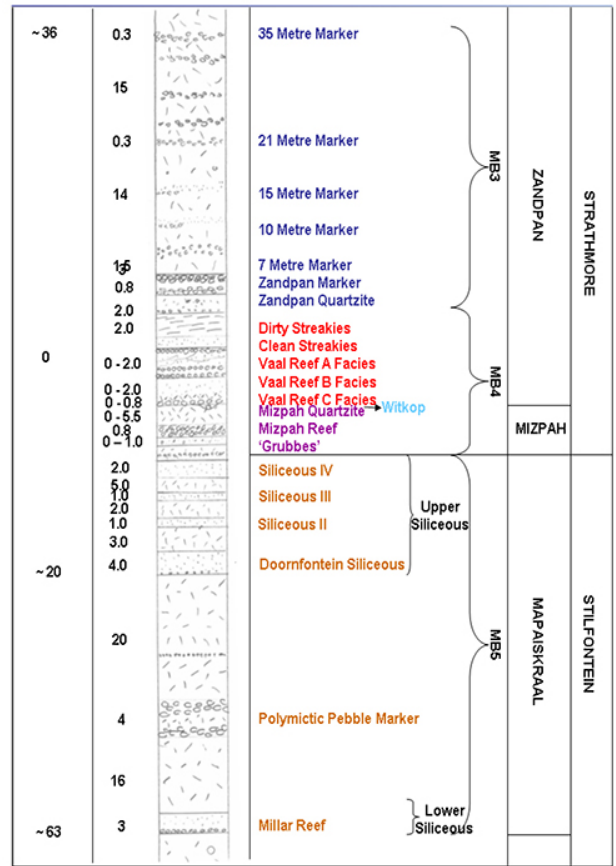 ~36
0.3
35 Metre Marker
15
0.3
21 Metre Marker
14
15 Metre Marker
10 Metre Marker
7 Metre Marker
Zandpan Marker
0.8
Zandpan Quartzite
2.0
2.0
Dirty Streakies
Clean Streakies
0
0 - 2.0
Vaal Reef A Facies
0 - 2.0
Vaal Reef B Facies
0 - 0.8
Vaal Reef C Facies
0 - 5.5
Mizpah Quartzite
Witkop
0.8
Mizpah Reef
0 – 1.0
‘Grubbes’
2.0
Siliceous IV
5.0
1.0
Siliceous III
2.0
1.0
Siliceous II
3.0
4.0
Doornfontein Siliceous
Upper
Siliceous
~20
20
4
Polymictic Pebble Marker
16
3
Millar Reef
Lower
Siliceous
~63
MB3
MB4
MB5
ZANDPAN
MIZPAH
MAPAISKRAAL
STRATHMORE
STILFONTEIN